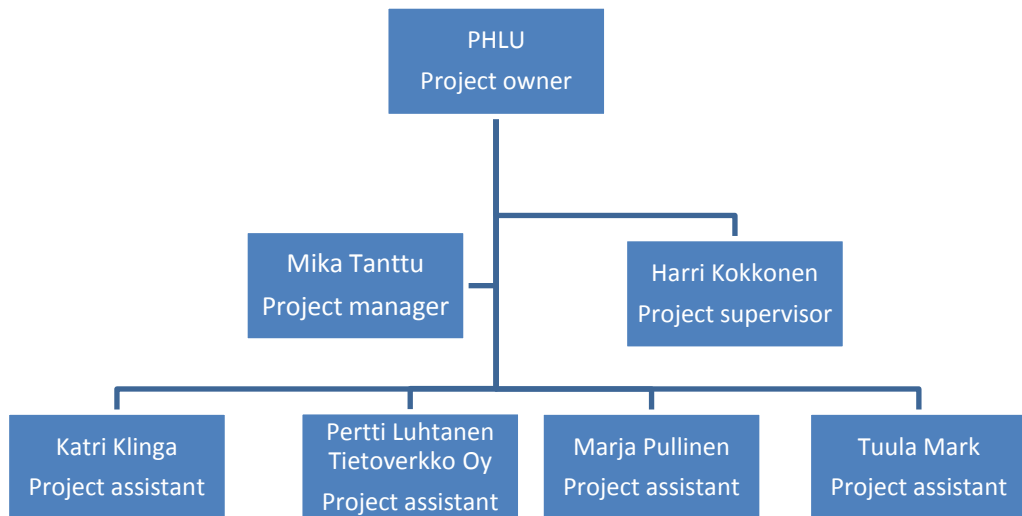 PHLU
Project owner
Mika Tanttu
Project manager
Harri Kokkonen
Project supervisor
Katri Klinga
Project assistant
Pertti Luhtanen
Tietoverkko Oy
Project assistant
Marja Pullinen
Project assistant
Tuula Mark
Project assistant